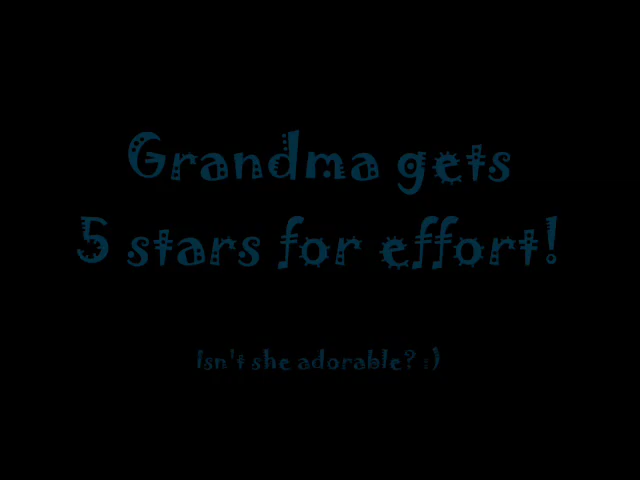 Grandma gets
5 stars for effort!
Isn't she adorable? :)